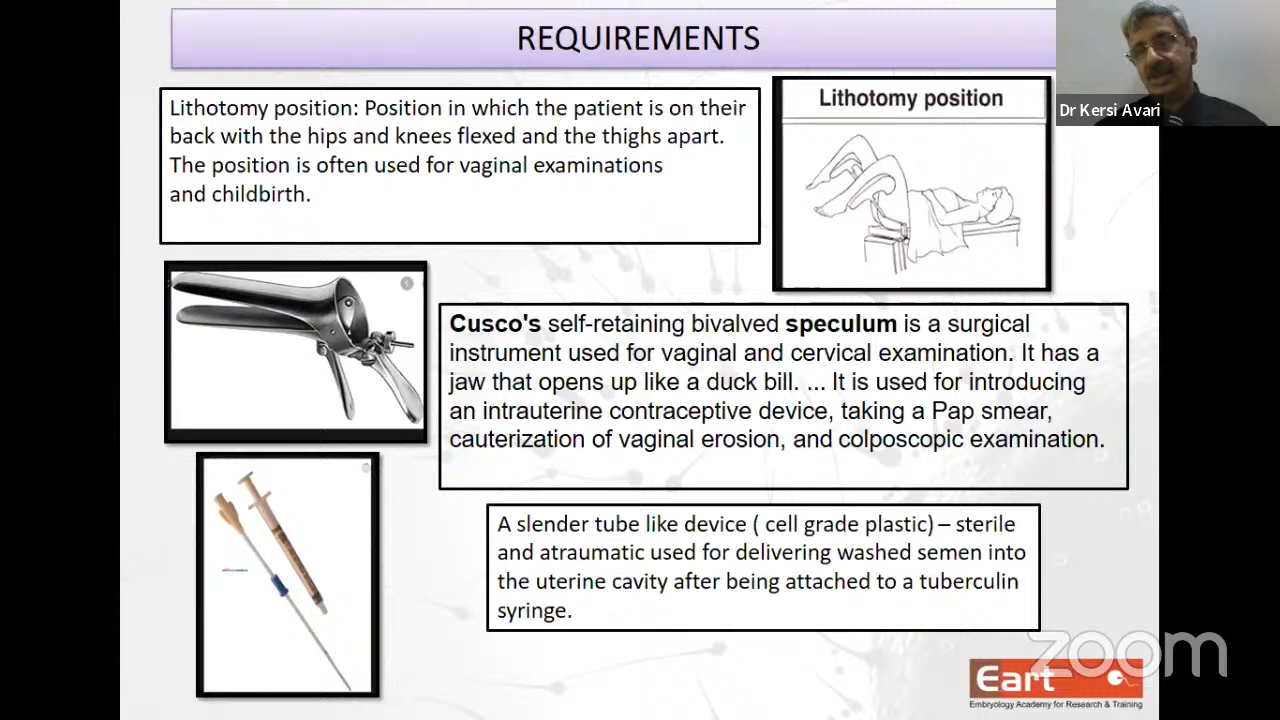 REQUIREMENTS
Dr Kersi Avari
Lithotomy position: Position in which the patient is on their
back with the hips and knees flexed and the thighs apart.
The position is often used for vaginal examinations
and childbirth.
Lithotomy position
Cusco's self-retaining bivalved speculum is a surgical
instrument used for vaginal and cervical examination. It has a
jaw that opens up like a duck bill. ... It is used for introducing
an intrauterine contraceptive device, taking a Pap smear,
cauterization of vaginal erosion, and colposcopic examination.
A slender tube like device ( cell grade plastic) – sterile
and atraumatic used for delivering washed semen into
the uterine cavity after being attached to a tuberculin
syringe.
zoom
Eart
Embryology Academy for Research & Training